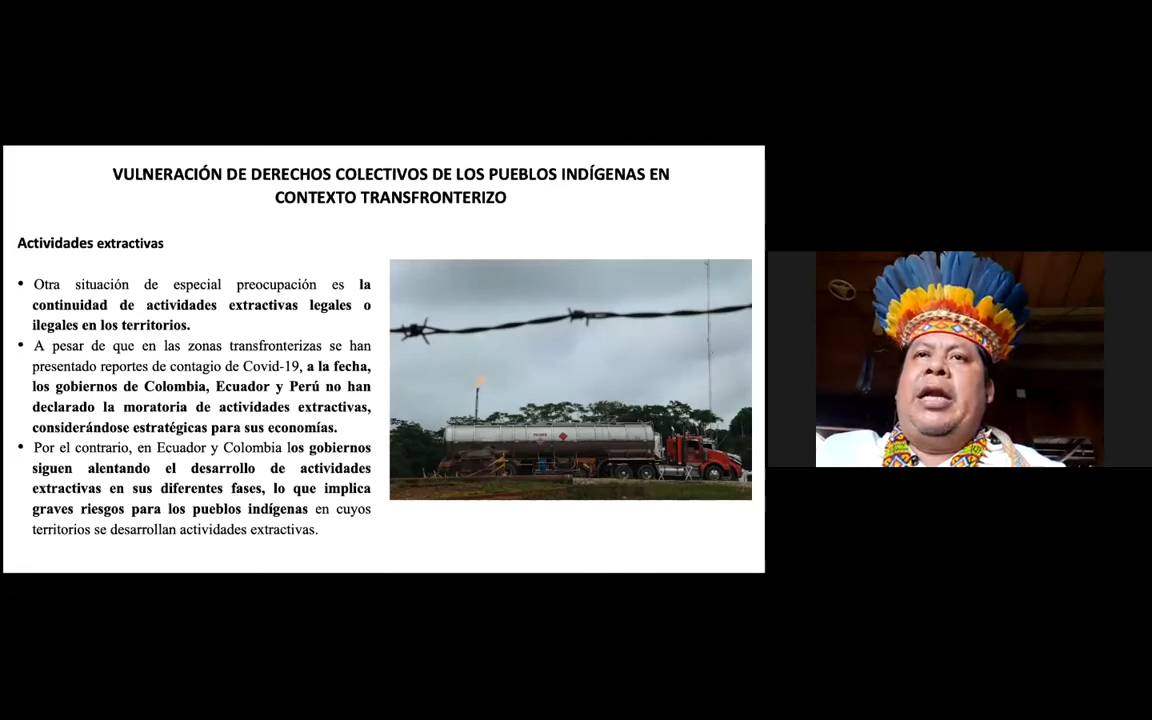 VULNERACIÓN DE DERECHOS COLECTIVOS DE LOS PUEBLOS INDÍGENAS EN
CONTEXTO TRANSFRONTERIZO
Actividades extractivas
• Otra situación de especial preocupación es la
continuidad de actividades extractivas legales o
ilegales en los territorios.
• A pesar de que en las zonas transfronterizas se han
presentado reportes de contagio de Covid-19, a la fecha,
los gobiernos de Colombia, Ecuador y Perú no han
declarado la moratoria de actividades extractivas,
considerándose estratégicas para sus economías.
• Por el contrario, en Ecuador y Colombia los gobiernos
siguen alentando el desarrollo de actividades
extractivas en sus diferentes fases, lo que implica
graves riesgos para los pueblos indígenas en cuyos
territorios se desarrollan actividades extractivas.